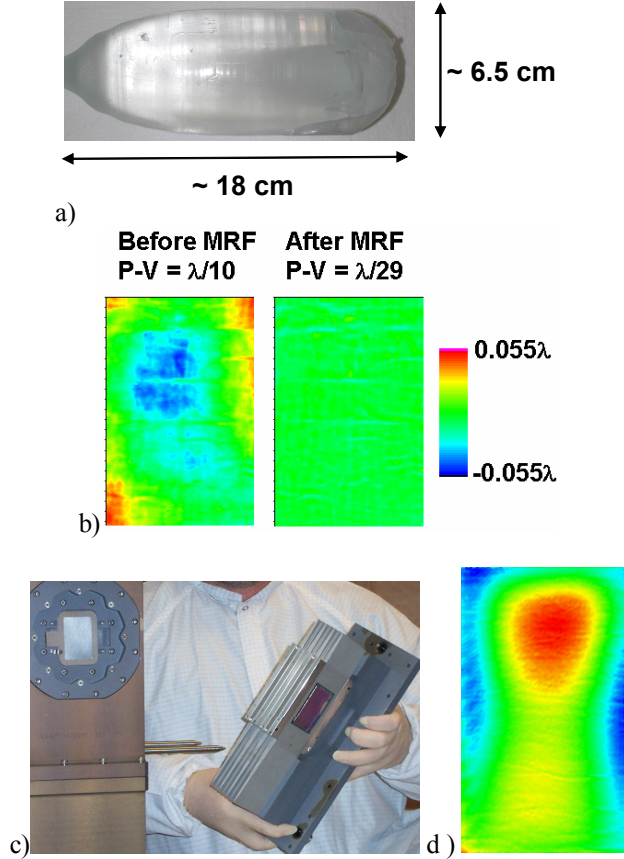 ~ 6.5 cm
~ 18 cm
a)
Before MRF After MRF
P-V = λ/10 P-V = λ/29
0.055λ
-0.055λ
b)
c)
d )